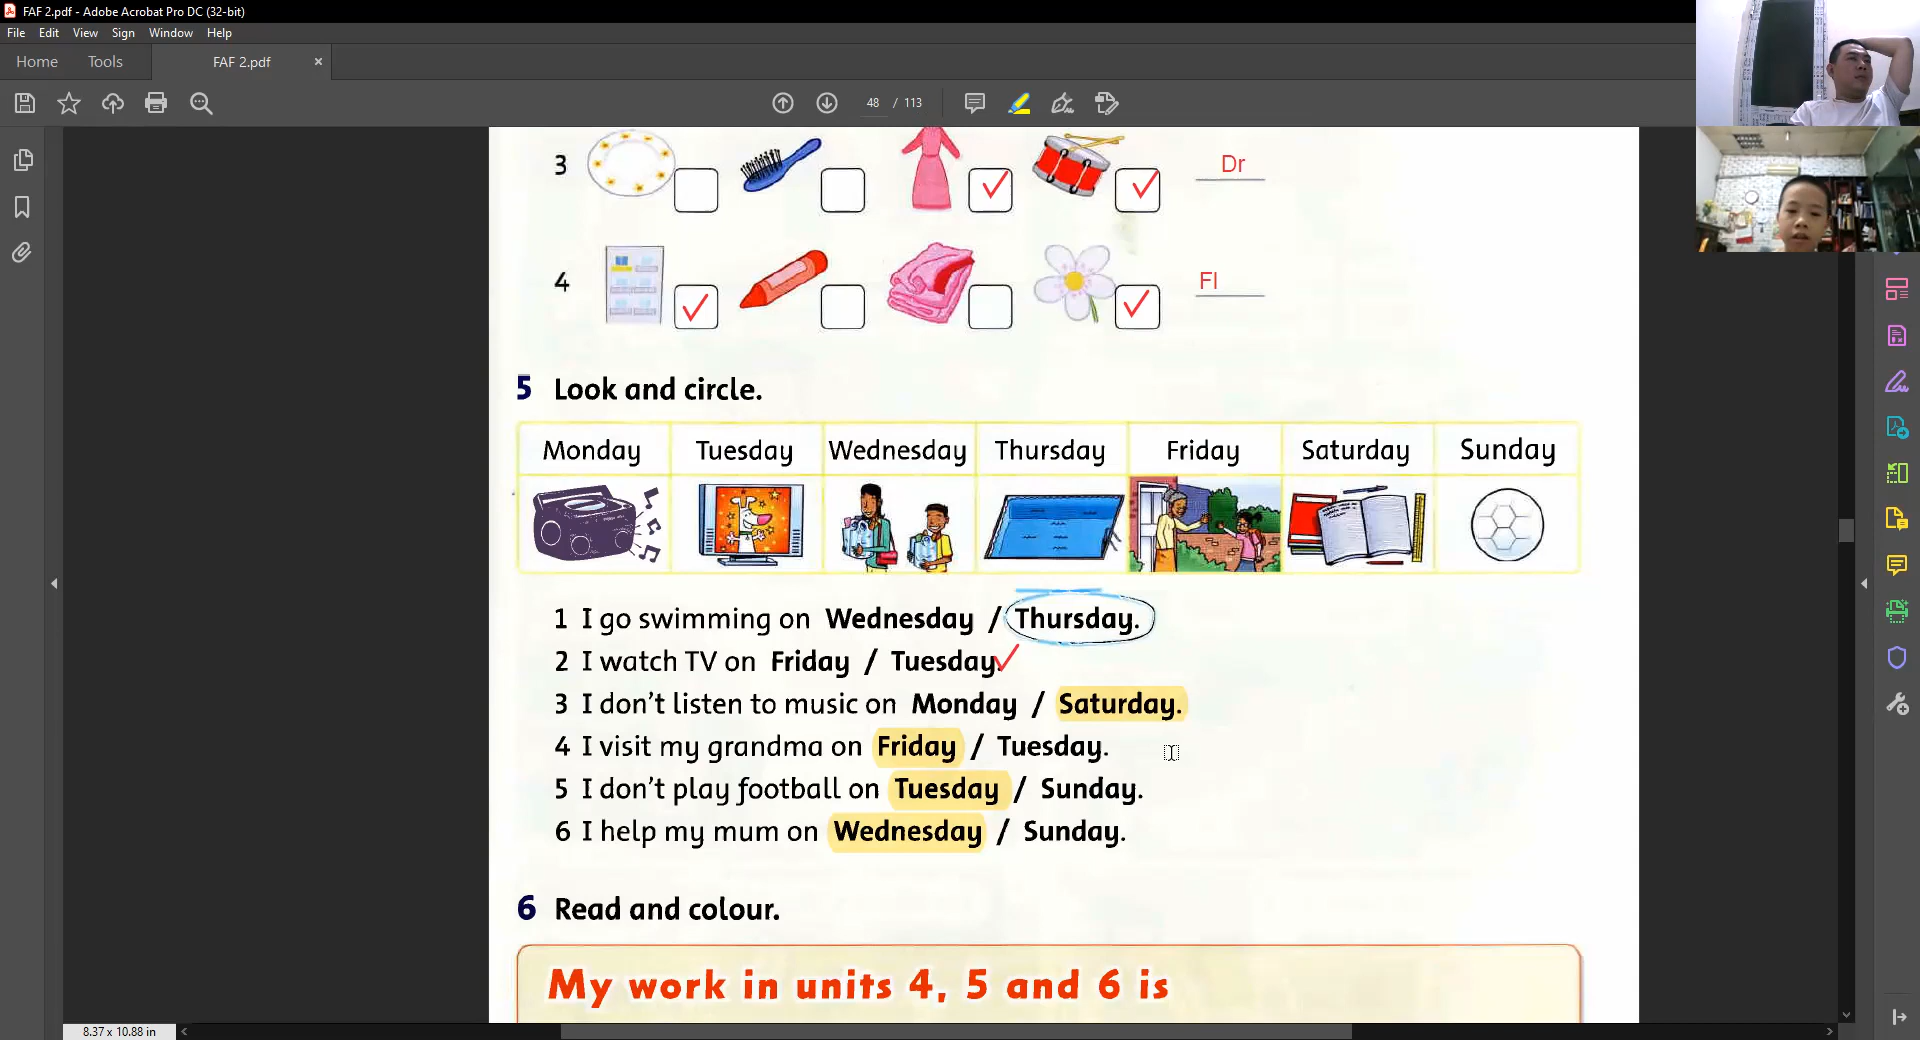 FAF 2.pdf - Adobe Acrobat Pro DC (32-bit)
File Edit View Sign Window Help
Home Tools FAF 2.pdf ×
48 / 113
3 Dr
4 Fl
5 Look and circle.
Monday Tuesday Wednesday Thursday Friday Saturday Sunday
1 I go swimming on Wednesday / Thursday.
2 I watch TV on Friday / Tuesday.
3 I don't listen to music on Monday / Saturday.
4 I visit my grandma on Friday / Tuesday.
5 I don't play football on Tuesday / Sunday.
6 I help my mum on Wednesday / Sunday.
6 Read and colour.
My work in units 4, 5 and 6 is
8.37 x 10.88 in